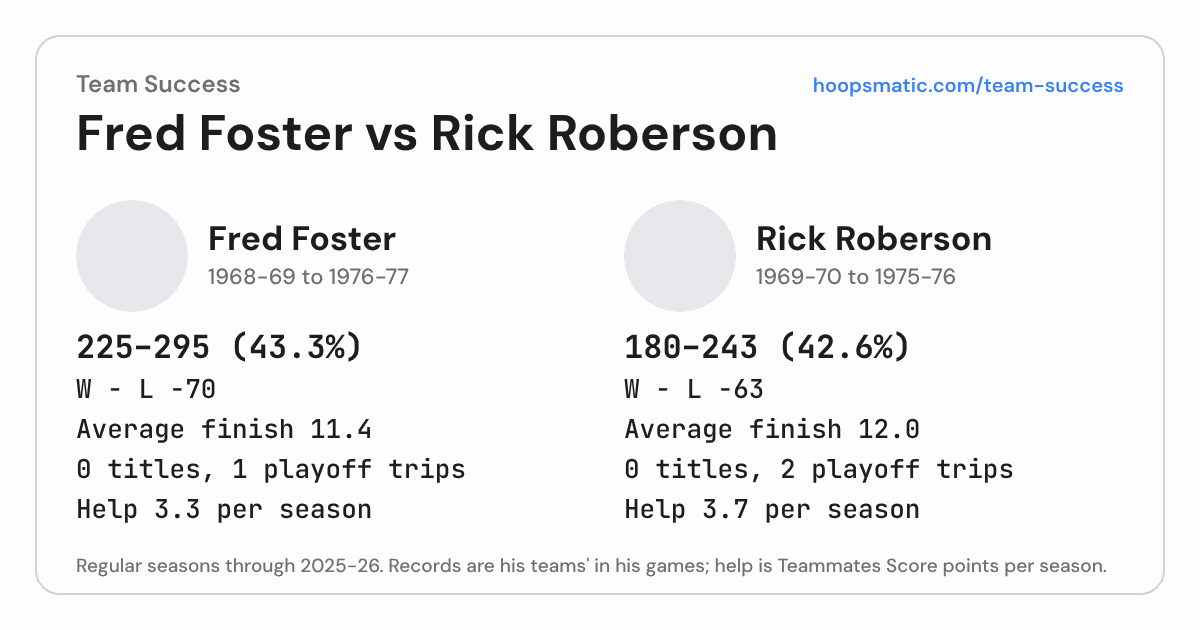 Team Success
hoopsmatic.com/team-success
Fred Foster vs Rick Roberson
Fred Foster
1968–69 to 1976–77
225–295 (43.3%)
W - L -70
Average finish 11.4
0 titles, 1 playoff trips
Help 3.3 per season
Rick Roberson
1969–70 to 1975–76
180–243 (42.6%)
W - L -63
Average finish 12.0
0 titles, 2 playoff trips
Help 3.7 per season
Regular seasons through 2025-26. Records are his teams' in his games; help is Teammates Score points per season.